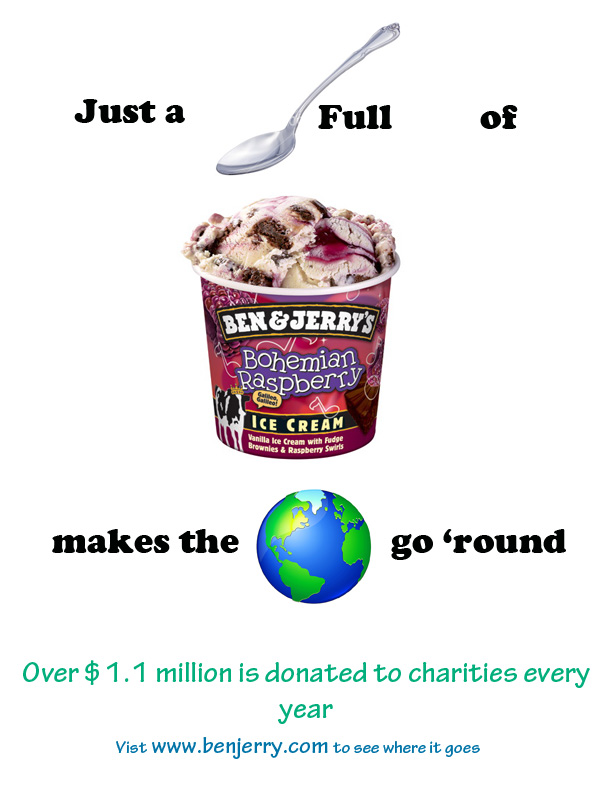 Just a Full of
BEN & JERRY'S
Bohemian
Raspberry
Galileo,
Galileo!
ICE CREAM
Vanilla Ice Cream with Fudge
Brownies & Raspberry Swirls
makes the go ‘round
Over $ 1.1 million is donated to charities every
year
Vist www.benjerry.com to see where it goes